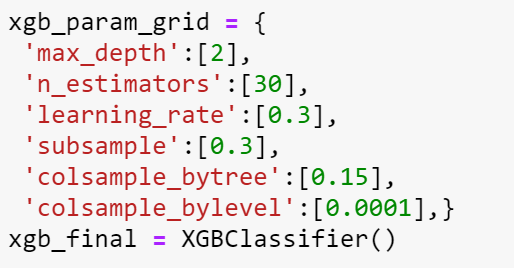 xgb_param_grid = {
'max_depth':[2],
'n_estimators':[30],
'learning_rate':[0.3],
'subsample':[0.3],
'colsample_bytree':[0.15],
'colsample_bylevel':[0.0001],}
xgb_final = XGBClassifier()